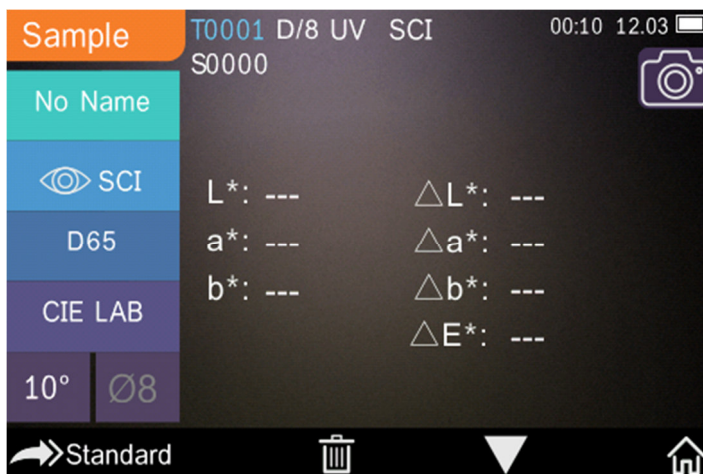 Sample
T0001 D/8 UV SCI 00:10 12.03
S0000
No Name
SCI
D65
CIE LAB
10° Ø8
L*: --- △L*: ---
a*: --- △a*: ---
b*: --- △b*: ---
△E*: ---
Standard